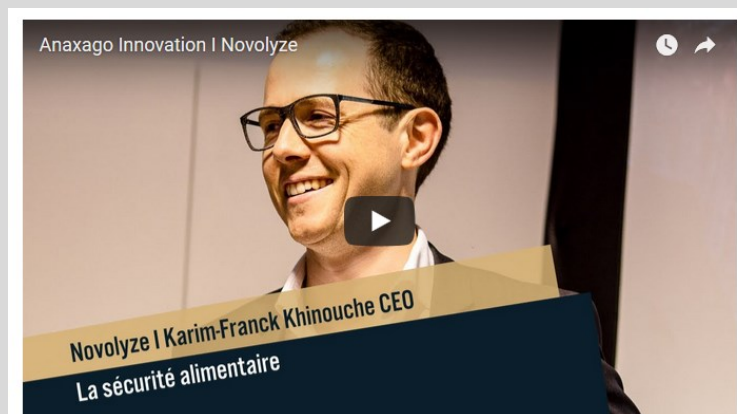 Anaxago Innovation I Novolyze
Novolyze I Karim-Franck Khinouche CEO
La sécurité alimentaire